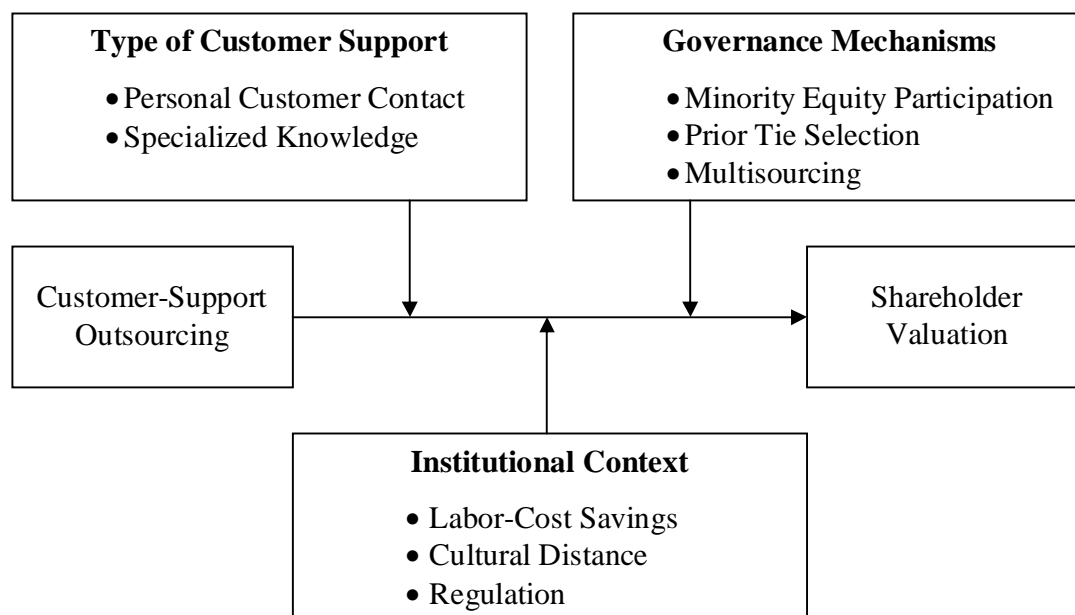 Type of Customer Support
• Personal Customer Contact
• Specialized Knowledge
Governance Mechanisms
• Minority Equity Participation
• Prior Tie Selection
• Multisourcing
Customer-Support
Outsourcing
Shareholder
Valuation
Institutional Context
• Labor-Cost Savings
• Cultural Distance
• Regulation